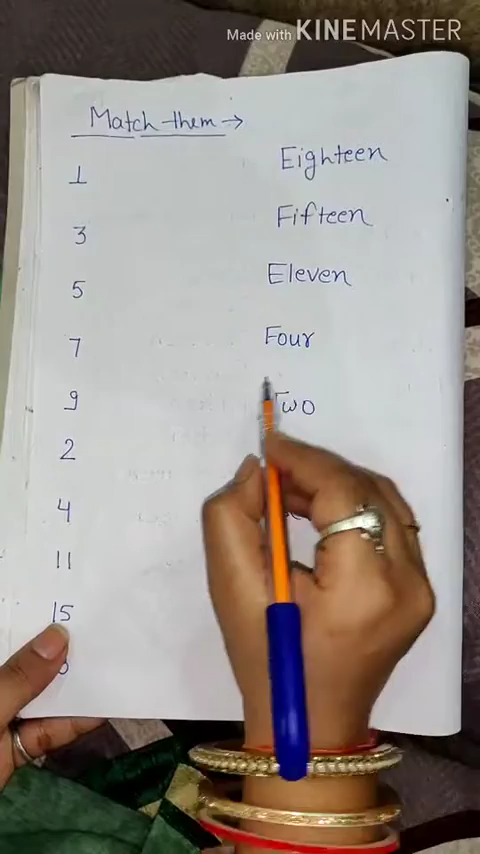 Made with KINEMASTER
Match them →
1 Eighteen
3 Fifteen
5 Eleven
7 Four
9 Two
2
4
11
15